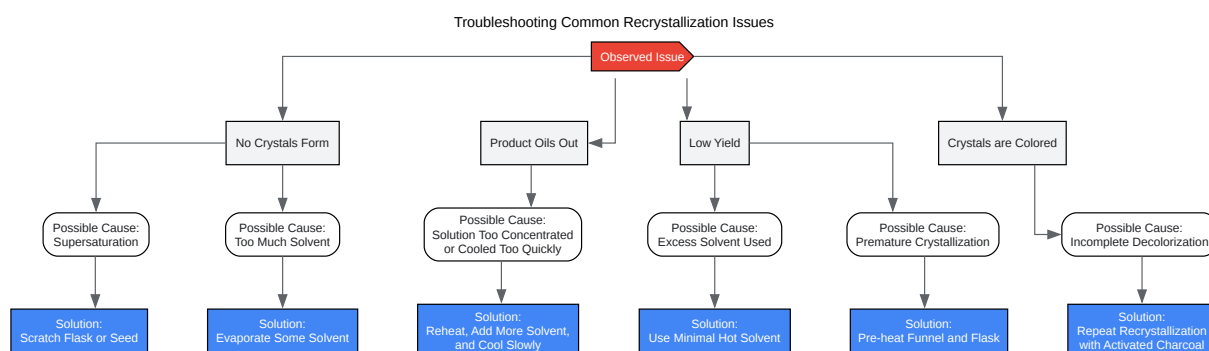 Troubleshooting Common Recrystallization Issues
Observed Issue
No Crystals Form
Product Oils Out
Low Yield
Crystals are Colored
Possible Cause:
Supersaturation
Possible Cause:
Too Much Solvent
Possible Cause:
Solution Too Concentrated
or Cooled Too Quickly
Possible Cause:
Excess Solvent Used
Possible Cause:
Premature Crystallization
Possible Cause:
Incomplete Decolorization
Solution:
Scratch Flask or Seed
Solution:
Evaporate Some Solvent
Solution:
Reheat, Add More Solvent,
and Cool Slowly
Solution:
Use Minimal Hot Solvent
Solution:
Pre-heat Funnel and Flask
Solution:
Repeat Recrystallization
with Activated Charcoal